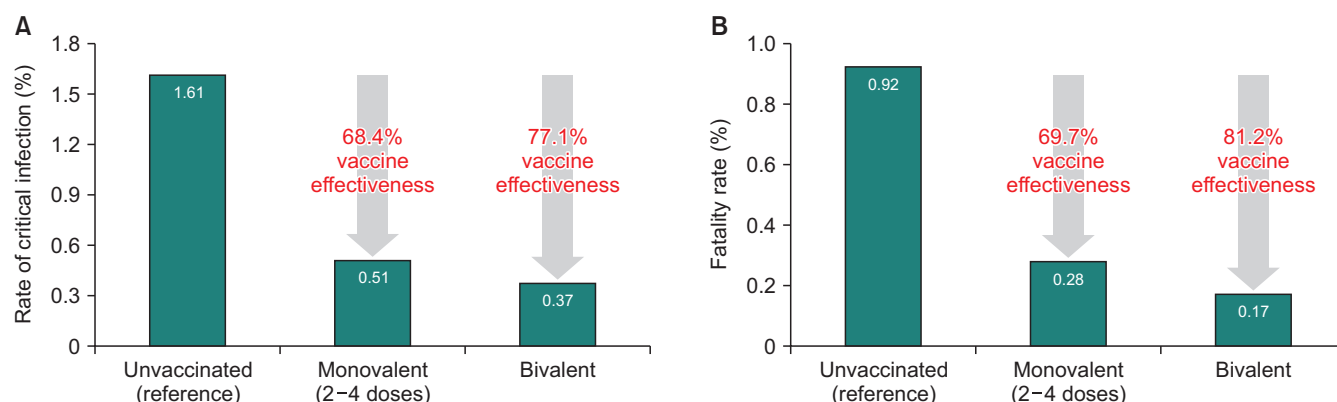 A
Rate of critical infection (%)
1.8
1.5
1.2
0.9
0.6
0.3
0
1.61
68.4%
vaccine
effectiveness
0.51
77.1%
vaccine
effectiveness
0.37
Unvaccinated
(reference)
Monovalent
(2−4 doses)
Bivalent
B
Fatality rate (%)
1.0
0.8
0.6
0.4
0.2
0
0.92
69.7%
vaccine
effectiveness
0.28
81.2%
vaccine
effectiveness
0.17
Unvaccinated
(reference)
Monovalent
(2−4 doses)
Bivalent